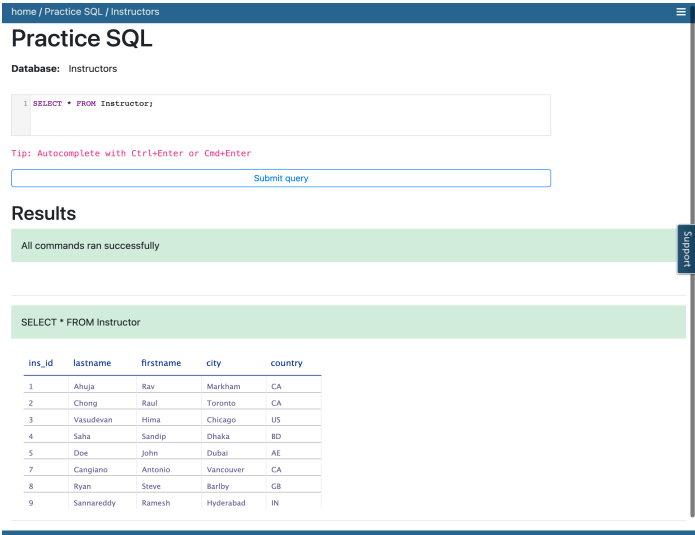 home / Practice SQL / Instructors
Practice SQL
Database: Instructors
1 SELECT * FROM Instructor;
Tip: Autocomplete with Ctrl+Enter or Cmd+Enter
Submit query
Results
All commands ran successfully
Support
SELECT * FROM Instructor
ins_id lastname firstname city country
1 Ahuja Rav Markham CA
2 Chong Raul Toronto CA
3 Vasudevan Hima Chicago US
4 Saha Sandip Dhaka BD
5 Doe John Dubai AE
7 Cangiano Antonio Vancouver CA
8 Ryan Steve Barlby GB
9 Sannareddy Ramesh Hyderabad IN